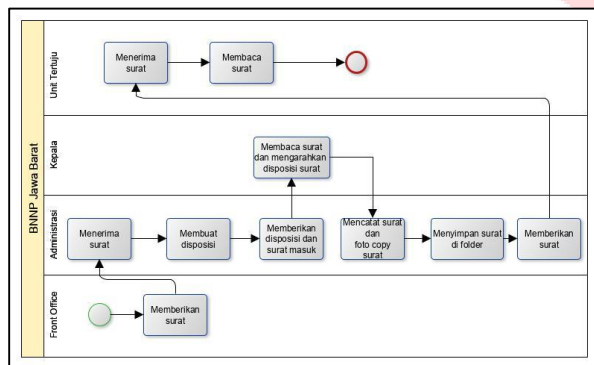 BNNP Jawa Barat
Unit Tertuju
Menerima
surat
Membaca
surat
Kepala
Membaca surat
dan mengarahkan
disposisi surat
Administrasi
Menerima
surat
Membuat
disposisi
Memberikan
disposisi dan
surat masuk
Mencatat surat
dan
foto copy
surat
Menyimpan surat
di folder
Memberikan
surat
Front Office
Memberikan
surat